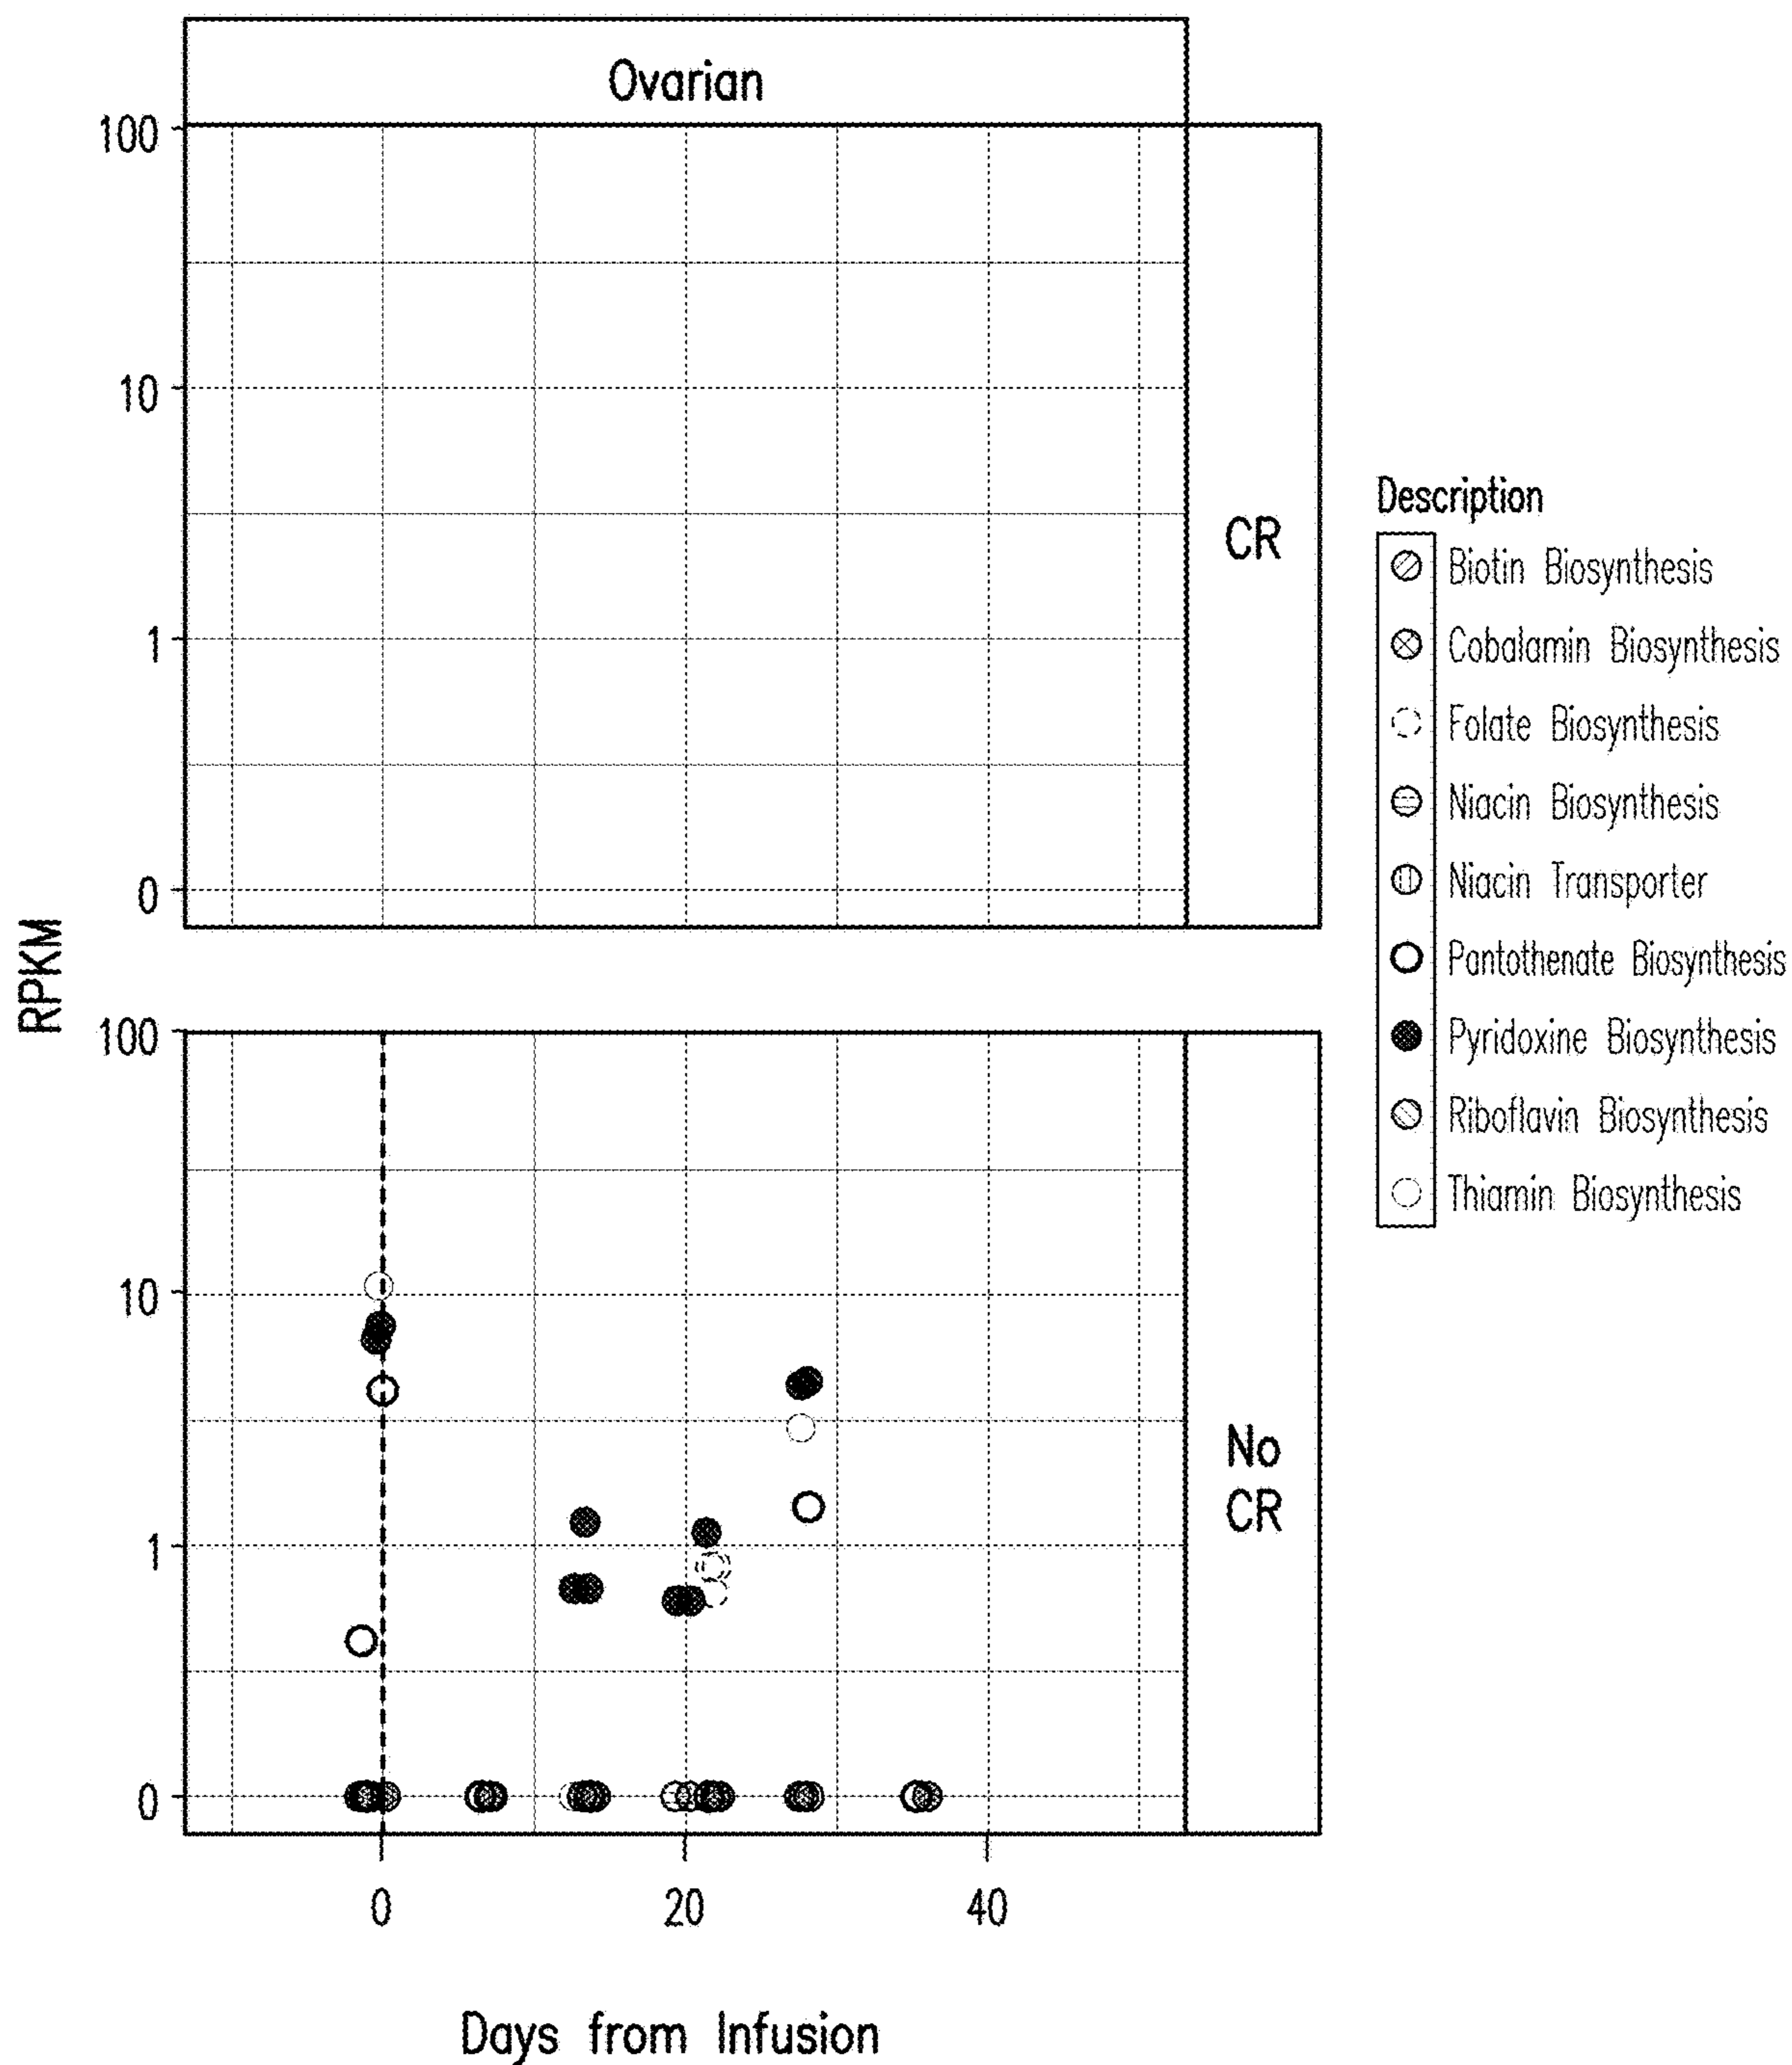 Ovarian
100
10
1
0
CR
RPKM
100
10
1
0
No
CR
0
20
40
Days from Infusion
Description
Biotin Biosynthesis
Cobalamin Biosynthesis
Folate Biosynthesis
Niacin Biosynthesis
Niacin Transporter
Pantothenate Biosynthesis
Pyridoxine Biosynthesis
Riboflavin Biosynthesis
Thiamin Biosynthesis